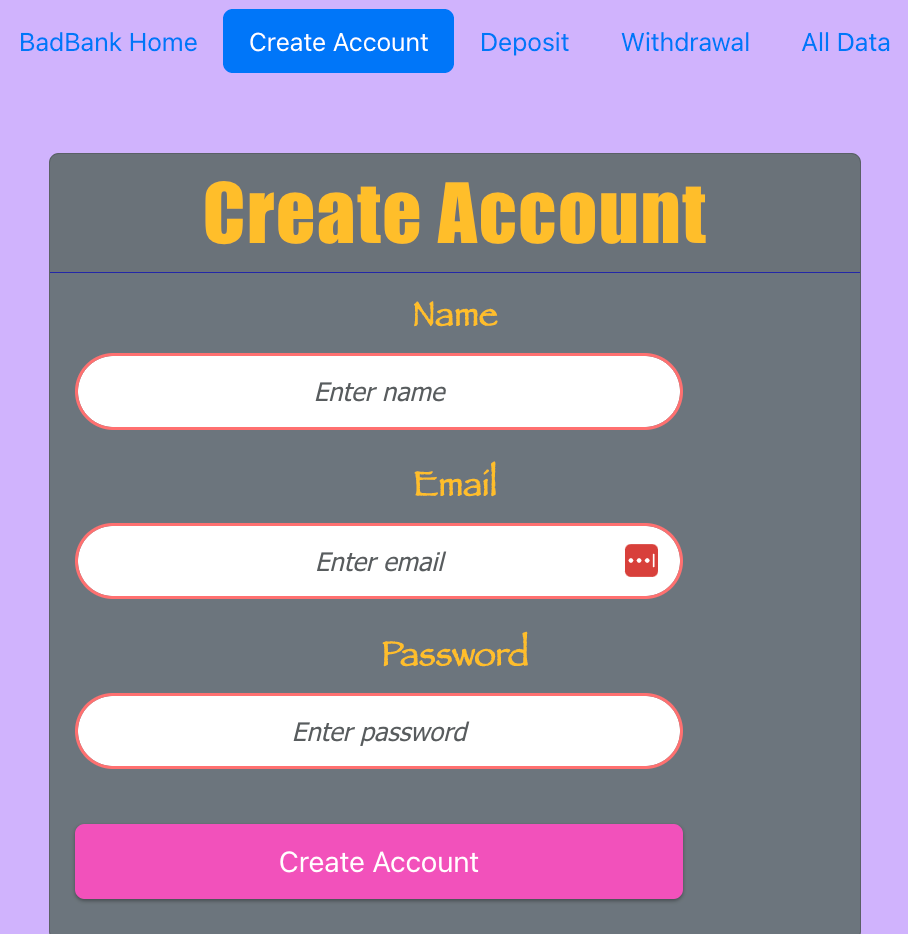 BadBank Home Create Account Deposit Withdrawal All Data
Create Account
Name
Enter name
Email
Enter email
Password
Enter password
Create Account